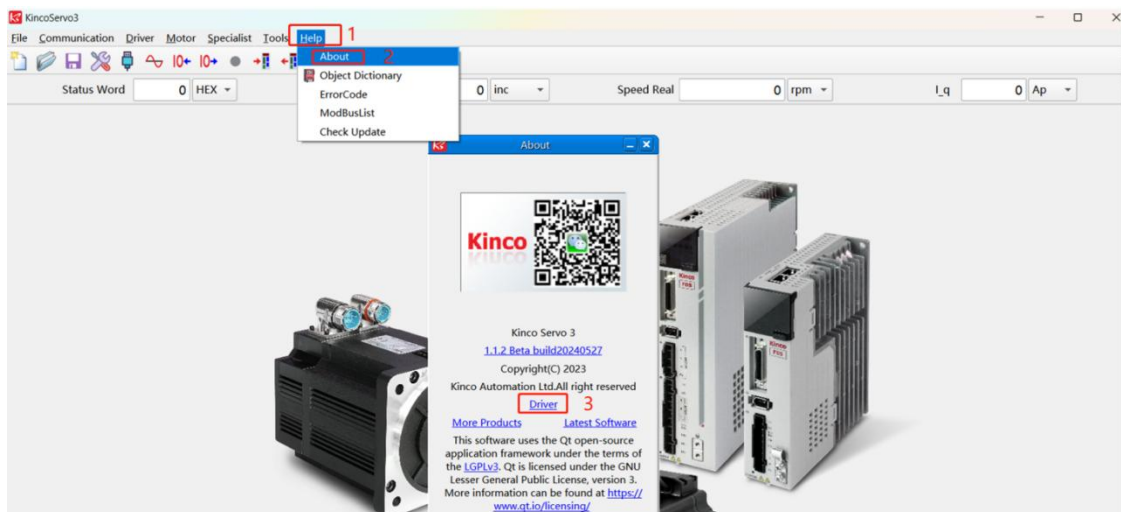 KincoServo3
File Communication Driver Motor Specialist Tools Help 1
About 2
Object Dictionary
ErrorCode
ModBusList
Check Update
Status Word 0 HEX 0 inc Speed Real 0 rpm I_q 0 Ap
About
Kinco
Kinco Servo 3
1.1.2 Beta build20240527
Copyright(C) 2023
Kinco Automation Ltd.All right reserved
Driver 3
More Products Latest Software
This software uses the Qt open-source
application framework under the terms of
the LGPLv3. Qt is licensed under the GNU
Lesser General Public License, version 3.
More information can be found at https://
www.qt.io/licensing/
Kinco
Kinco